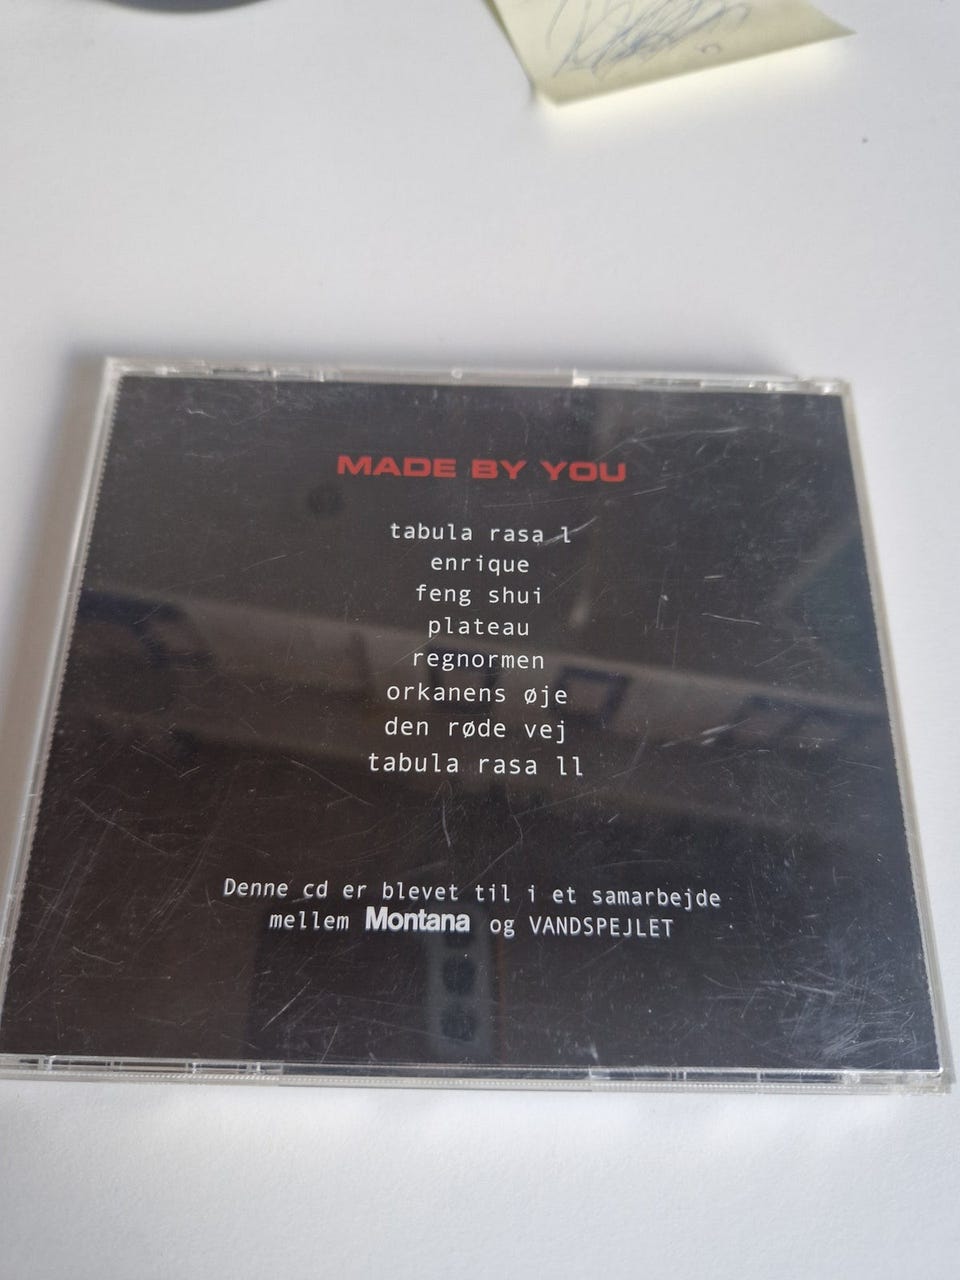 MADE BY YOU
tabula rasa l
enrique
feng shui
plateau
regnormen
orkanens øje
den røde vej
tabula rasa ll
Denne cd er blevet til i et samarbejde
mellem Montana og VANDSPEJLET